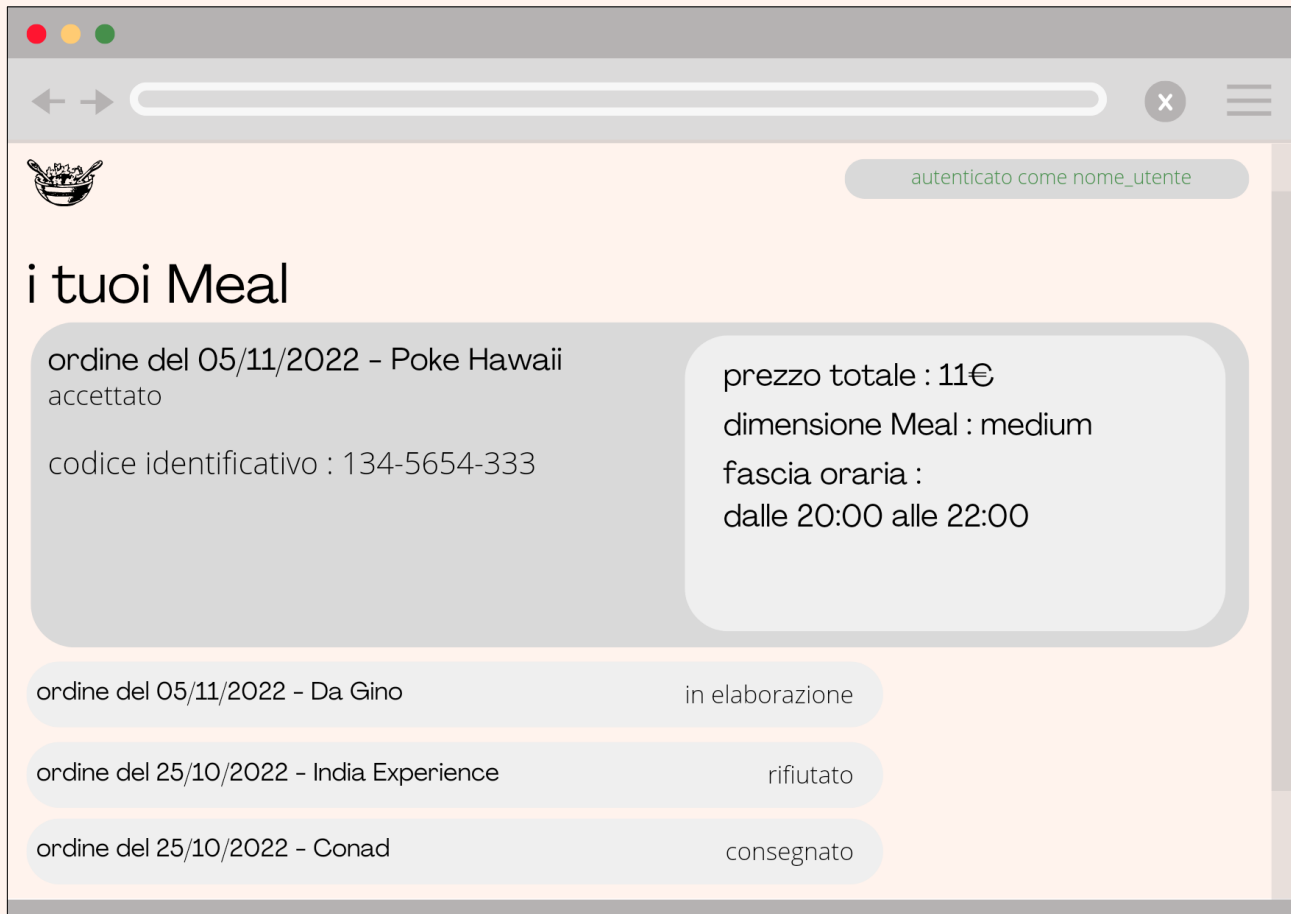 x
autenticato come nome_utente
i tuoi Meal
ordine del 05/11/2022 - Poke Hawaii
accettato
codice identificativo : 134-5654-333
prezzo totale : 11€
dimensione Meal : medium
fascia oraria :
dalle 20:00 alle 22:00
ordine del 05/11/2022 - Da Gino
in elaborazione
ordine del 25/10/2022 - India Experience
rifiutato
ordine del 25/10/2022 - Conad
consegnato